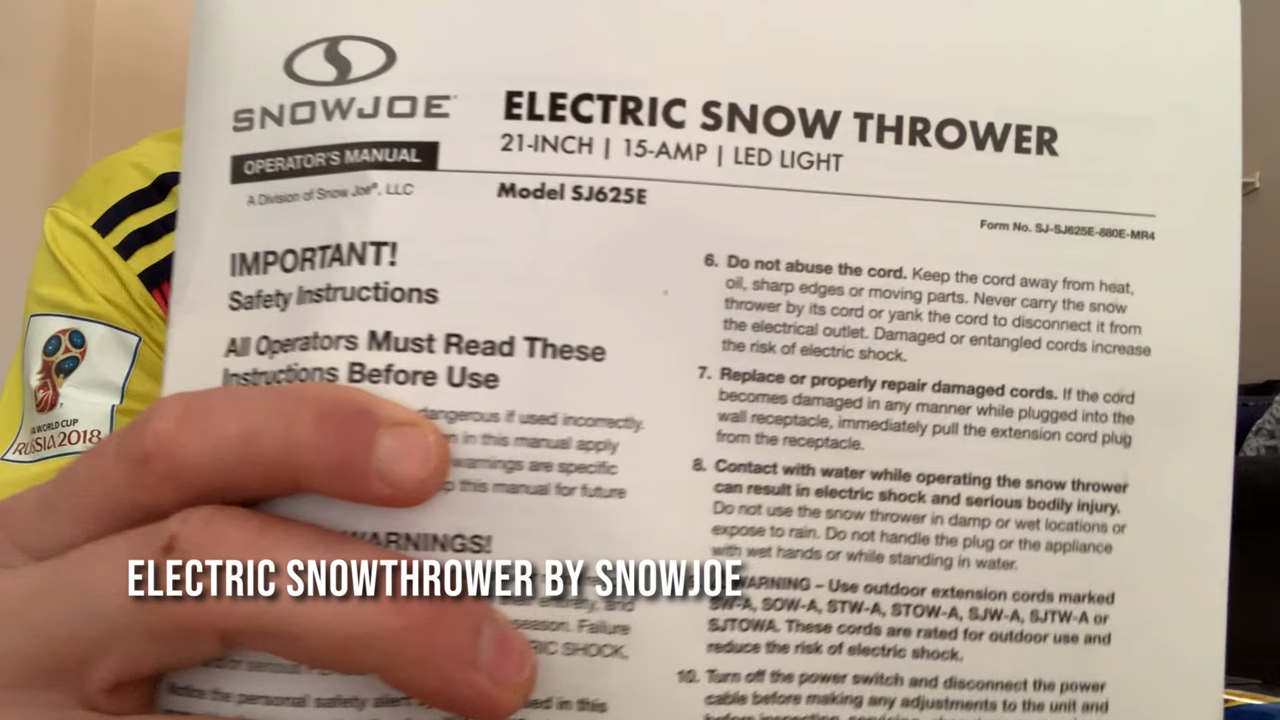 SNOWJOE
OPERATOR'S MANUAL
A Division of Snow Joe®, LLC
ELECTRIC SNOW THROWER
21-INCH | 15-AMP | LED LIGHT
Model SJ625E
Form No. SJ-SJ625E-880E-MR4
IMPORTANT!
Safety Instructions
All Operators Must Read These
Instructions Before Use
dangerous if used incorrectly.
in this manual apply
warnings are specific
this manual for future
WARNINGS!
entirety, and
season. Failure
RIC SHOCK,
Notice the personal safety alert
in this
6. Do not abuse the cord. Keep the cord away from heat,
oil, sharp edges or moving parts. Never carry the snow
thrower by its cord or yank the cord to disconnect it from
the electrical outlet. Damaged or entangled cords increase
the risk of electric shock.
7. Replace or properly repair damaged cords. If the cord
becomes damaged in any manner while plugged into the
wall receptacle, immediately pull the extension cord plug
from the receptacle.
8. Contact with water while operating the snow thrower
can result in electric shock and serious bodily injury.
Do not use the snow thrower in damp or wet locations or
expose to rain. Do not handle the plug or the appliance
with wet hands or while standing in water.
WARNING – Use outdoor extension cords marked
SW-A, SOW-A, STW-A, STOW-A, SJW-A, SJTW-A or
SJTOWA. These cords are rated for outdoor use and
reduce the risk of electric shock.
10. Turn off the power switch and disconnect the power
cable before making any adjustments to the unit and
ELECTRIC SNOWTHROWER BY SNOWJOE
WORLD CUP
RUSSIA 2018